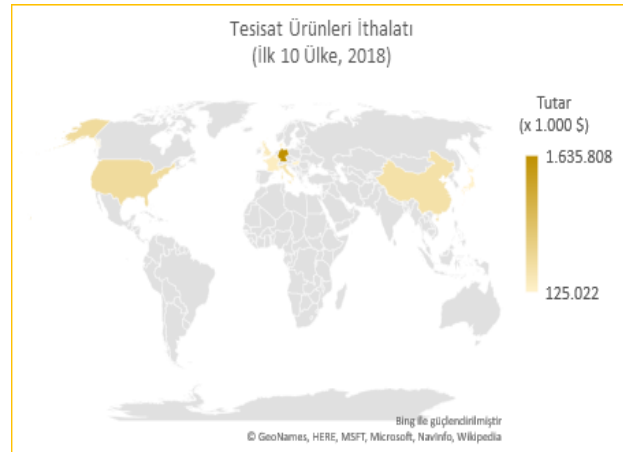 Tesisat Ürünleri İthalatı
(İlk 10 Ülke, 2018)
Tutar
(x 1.000 $)
1.635.808
125.022
Bing ile güçlendirilmiştir
© GeoNames, HERE, MSFT, Microsoft, NavInfo, Wikipedia